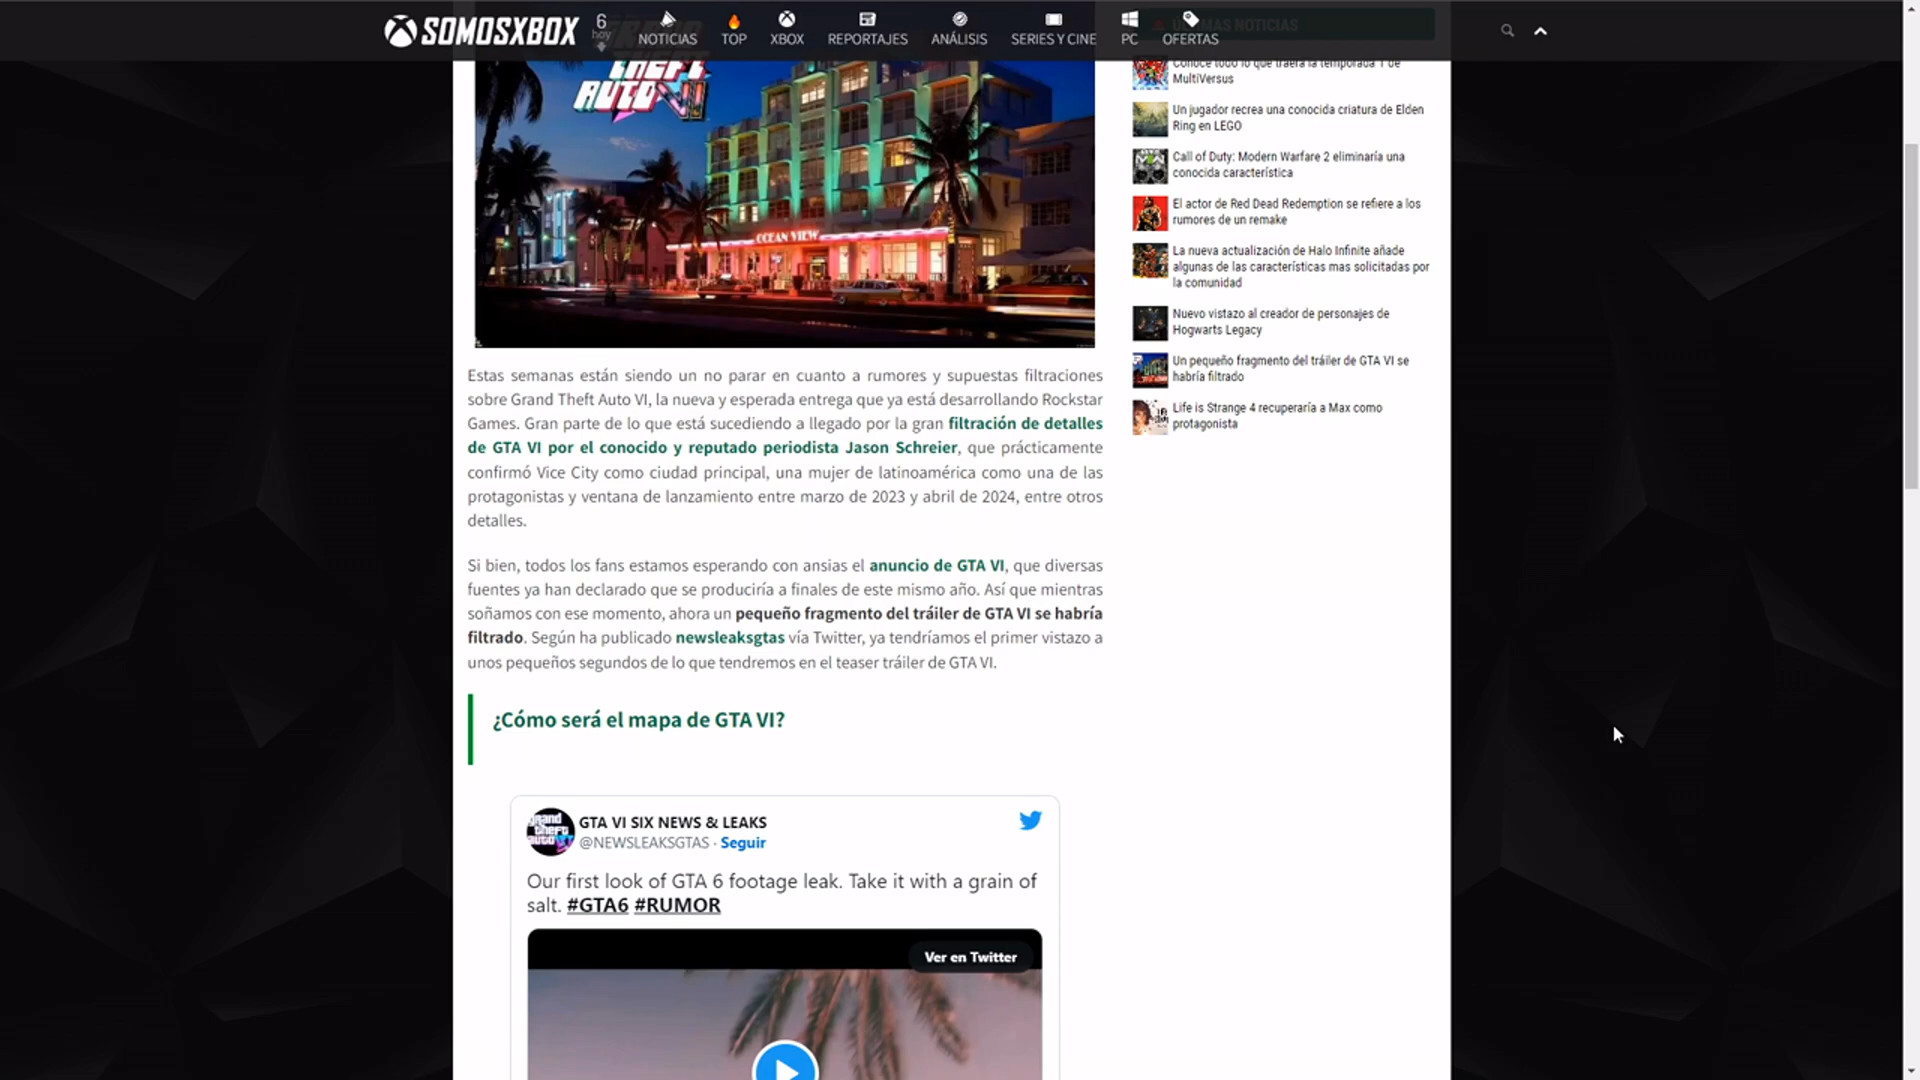 SOMOSXBOX
6
hoy
NOTICIAS
TOP
XBOX
REPORTAJES
ANÁLISIS
SERIES Y CINE
PC
OFERTAS
ÚLTIMAS NOTICIAS
theft
AUTO VI
OCEAN VIEW
Estas semanas están siendo un no parar en cuanto a rumores y supuestas filtraciones
sobre Grand Theft Auto VI, la nueva y esperada entrega que ya está desarrollando Rockstar
Games. Gran parte de lo que está sucediendo a llegado por la gran filtración de detalles
de GTA VI por el conocido y reputado periodista Jason Schreier, que prácticamente
confirmó Vice City como ciudad principal, una mujer de latinoamérica como una de las
protagonistas y ventana de lanzamiento entre marzo de 2023 y abril de 2024, entre otros
detalles.
Si bien, todos los fans estamos esperando con ansias el anuncio de GTA VI, que diversas
fuentes ya han declarado que se produciría a finales de este mismo año. Así que mientras
soñamos con ese momento, ahora un pequeño fragmento del tráiler de GTA VI se habría
filtrado. Según ha publicado newsleaksgtas vía Twitter, ya tendríamos el primer vistazo a
unos pequeños segundos de lo que tendremos en el teaser tráiler de GTA VI.
¿Cómo será el mapa de GTA VI?
GTA VI SIX NEWS & LEAKS
@NEWSLEAKSGTAS · Seguir
Our first look of GTA 6 footage leak. Take it with a grain of
salt. #GTA6 #RUMOR
Ver en Twitter
Conoce todo lo que traerá la temporada 1 de
MultiVersus
Un jugador recrea una conocida criatura de Elden
Ring en LEGO
Call of Duty: Modern Warfare 2 eliminaría una
conocida característica
El actor de Red Dead Redemption se refiere a los
rumores de un remake
La nueva actualización de Halo Infinite añade
algunas de las características mas solicitadas por
la comunidad
Nuevo vistazo al creador de personajes de
Hogwarts Legacy
Un pequeño fragmento del tráiler de GTA VI se
habría filtrado
Life is Strange 4 recuperaría a Max como
protagonista